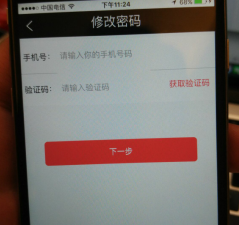 中国电信 下午11:24 88%
修改密码
手机号: 请输入你的手机号码
验证码: 请输入验证码 获取验证码
下一步